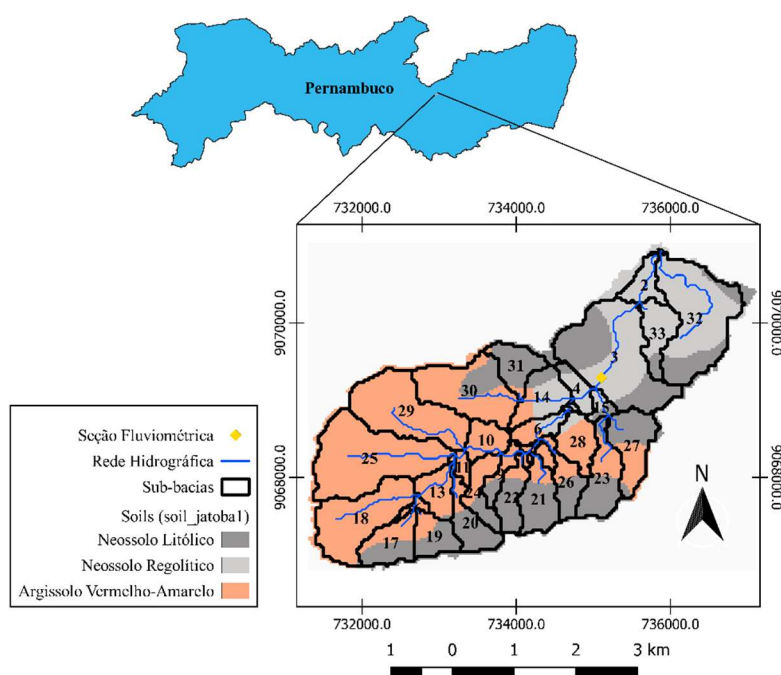 Pernambuco
732000.0 734000.0 736000.0
9070000.0 9070000.0
9068000.0 9068000.0
2
32
33
3
31
4
30
14
15
29
6
10
28
27
25
11
13
24
26
23
18
22
21
20
19
17
N
Secção Fluviométrica
Rede Hidrográfica
Sub-bacias
Soils (soil_jatoba1)
Neossolo Litólico
Neossolo Regolítico
Argissolo Vermelho-Amarelo
732000.0 734000.0 736000.0
1 0 1 2 3 km